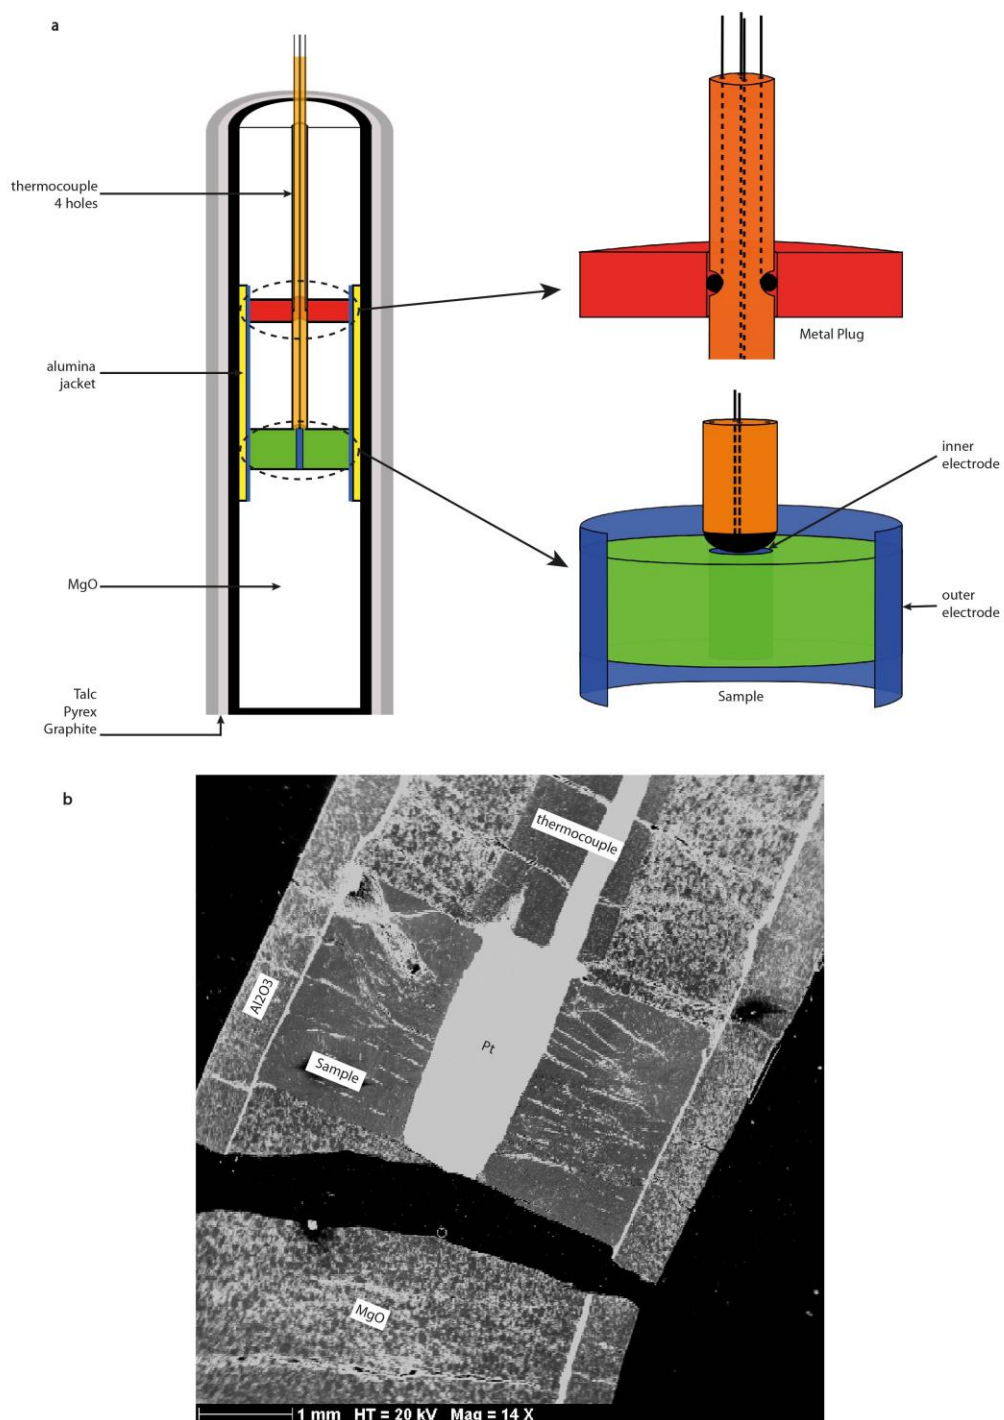 a
thermocouple
4 holes
alumina
jacket
MgO
Talc
Pyrex
Graphite
Metal Plug
inner
electrode
outer
electrode
Sample
b
thermocouple
Al2O3
Pt
Sample
MgO
1 mm HT = 20 kV Mag = 14 X